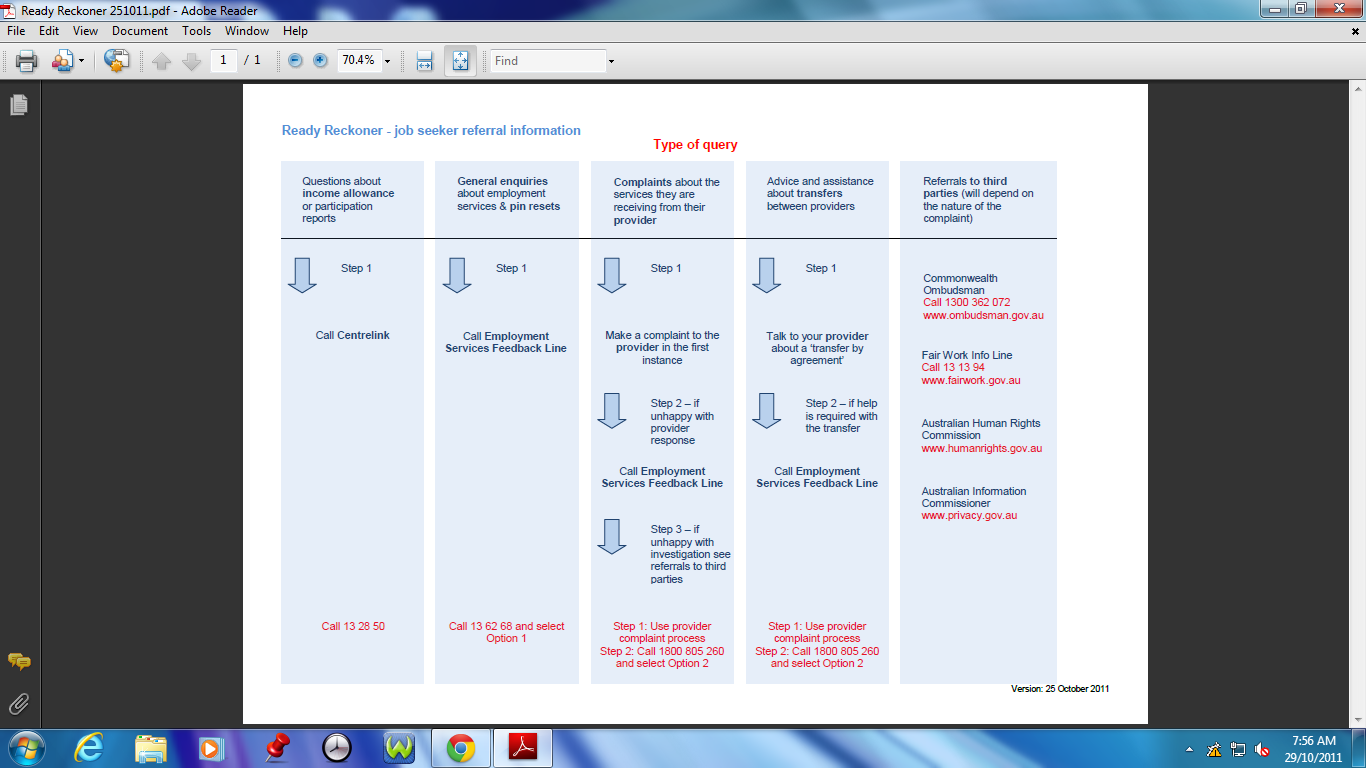 Ready Reckoner 251011.pdf - Adobe Reader
File Edit View Document Tools Window Help
1 / 1 70.4% Find
Ready Reckoner - job seeker referral information
Type of query
Questions about
income allowance
or participation
reports
Step 1
Call Centrelink
Call 13 28 50
General enquiries
about employment
services & pin resets
Step 1
Call Employment
Services Feedback Line
Call 13 62 68 and select
Option 1
Complaints about the
services they are
receiving from their
provider
Step 1
Make a complaint to the
provider in the first
instance
Step 2 – if
unhappy with
provider
response
Call Employment
Services Feedback Line
Step 3 – if
unhappy with
investigation see
referrals to third
parties
Step 1: Use provider
complaint process
Step 2: Call 1800 805 260
and select Option 2
Advice and assistance
about transfers
between providers
Step 1
Talk to your provider
about a ‘transfer by
agreement’
Step 2 – if help
is required with
the transfer
Call Employment
Services Feedback Line
Step 1: Use provider
complaint process
Step 2: Call 1800 805 260
and select Option 2
Referrals to third
parties (will depend on
the nature of the
complaint)
Commonwealth
Ombudsman
Call 1300 362 072
www.ombudsman.gov.au
Fair Work Info Line
Call 13 13 94
www.fairwork.gov.au
Australian Human Rights
Commission
www.humanrights.gov.au
Australian Information
Commissioner
www.privacy.gov.au
Version: 25 October 2011
7:56 AM
29/10/2011